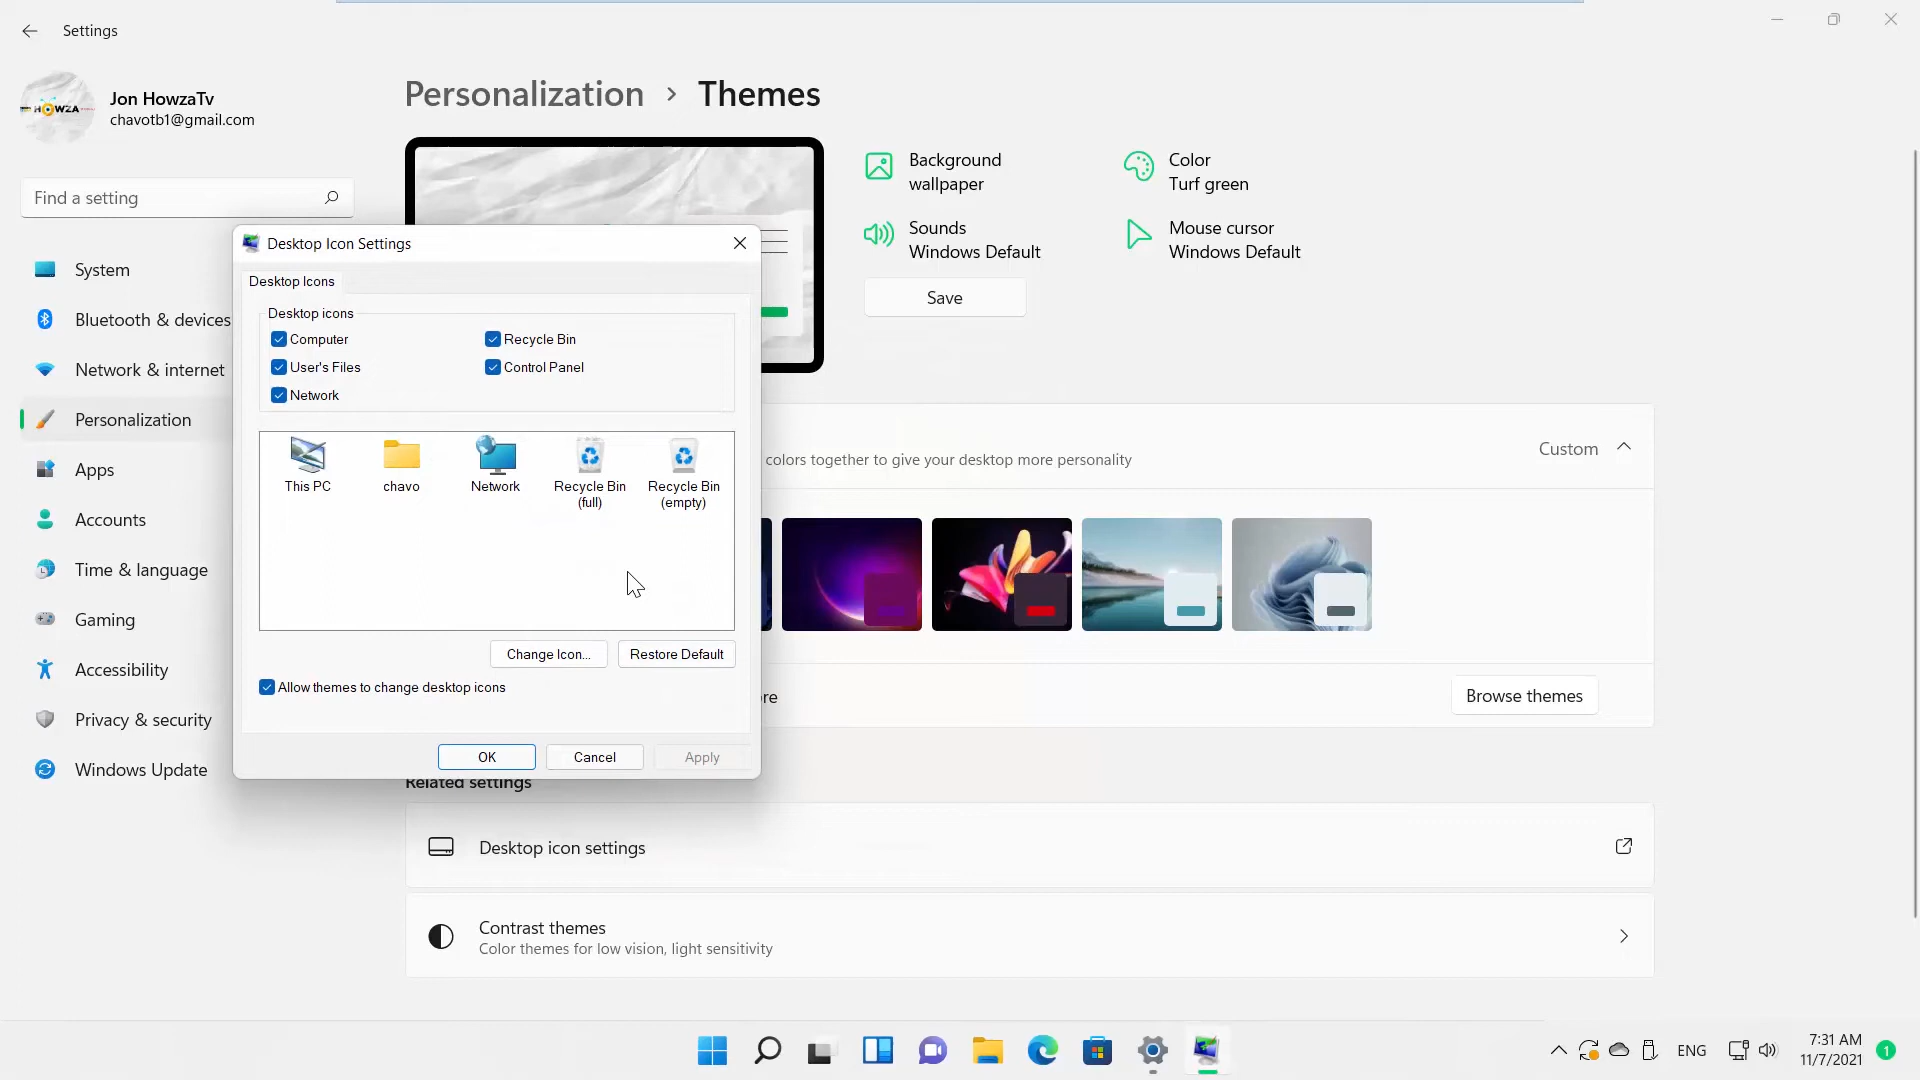 Settings
Jon HowzaTv
chavotb1@gmail.com
HOWZA
Find a setting
System
Bluetooth & devices
Network & internet
Personalization
Apps
Accounts
Time & language
Gaming
Accessibility
Privacy & security
Windows Update
Personalization > Themes
Background
wallpaper
Color
Turf green
Sounds
Windows Default
Mouse cursor
Windows Default
Save
Desktop Icon Settings
Desktop Icons
Desktop icons
Computer
Recycle Bin
User's Files
Control Panel
Network
This PC
chavo
Network
Recycle Bin
(full)
Recycle Bin
(empty)
Change Icon...
Restore Default
Allow themes to change desktop icons
OK
Cancel
Apply
colors together to give your desktop more personality
Custom
re
Browse themes
Related settings
Desktop icon settings
Contrast themes
Color themes for low vision, light sensitivity
ENG
7:31 AM
11/7/2021
1